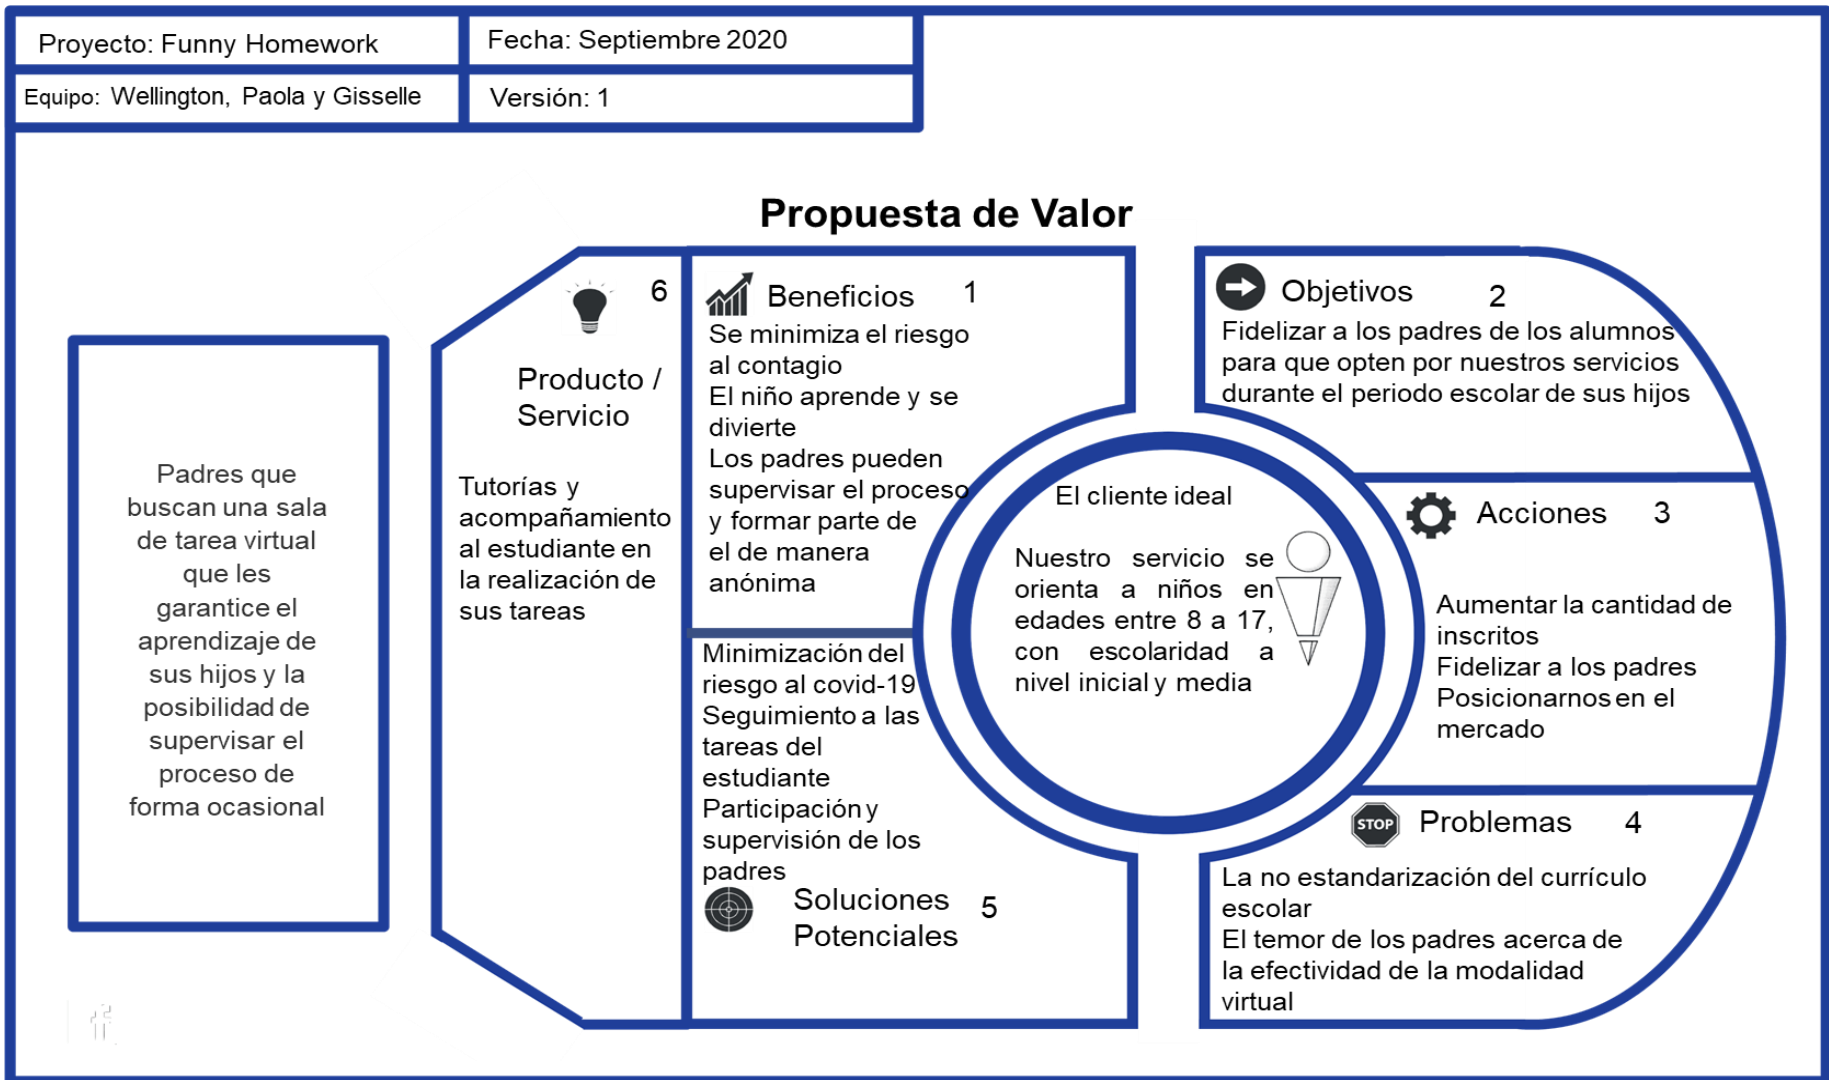 Proyecto: Funny Homework
Fecha: Septiembre 2020
Equipo: Wellington, Paola y Gisselle
Versión: 1
Propuesta de Valor
Padres que
buscan una sala
de tarea virtual
que les
garantice el
aprendizaje de
sus hijos y la
posibilidad de
supervisar el
proceso de
forma ocasional
6
Producto /
Servicio
Tutorías y
acompañamiento
al estudiante en
la realización de
sus tareas
Beneficios 1
Se minimiza el riesgo
al contagio
El niño aprende y se
divierte
Los padres pueden
supervisar el proceso
y formar parte de
el de manera
anónima
Minimización del
riesgo al covid-19
Seguimiento a las
tareas del
estudiante
Participación y
supervisión de los
padres
Soluciones 5
Potenciales
El cliente ideal
Nuestro servicio se
orienta a niños en
edades entre 8 a 17,
con escolaridad a
nivel inicial y media
Objetivos 2
Fidelizar a los padres de los alumnos
para que opten por nuestros servicios
durante el periodo escolar de sus hijos
Acciones 3
Aumentar la cantidad de
inscritos
Fidelizar a los padres
Posicionarnos en el
mercado
STOP
Problemas 4
La no estandarización del currículo
escolar
El temor de los padres acerca de
la efectividad de la modalidad
virtual
f